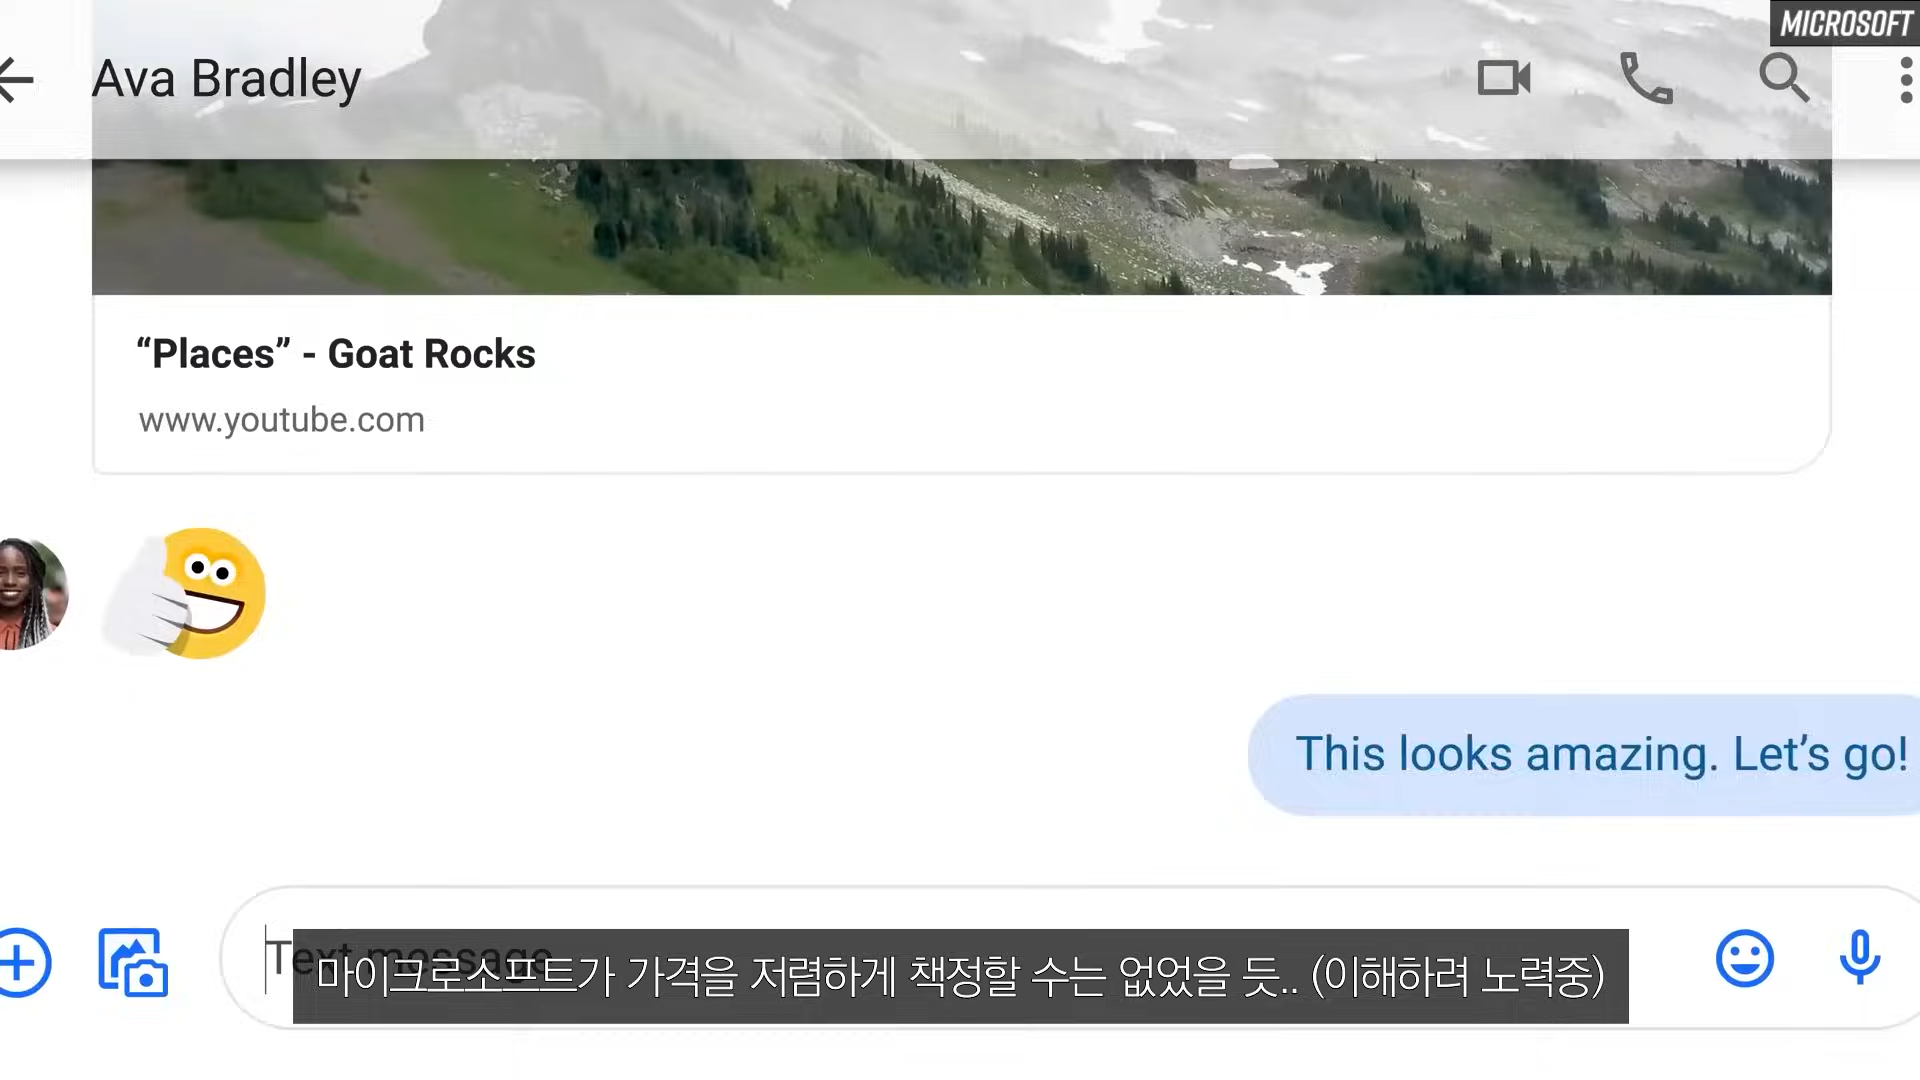 MICROSOFT
Ava Bradley
“Places” - Goat Rocks
www.youtube.com
This looks amazing. Let’s go!
Text message
마이크로소프트가 가격을 저렴하게 책정할 수는 없었을 듯.. (이해하려 노력중)